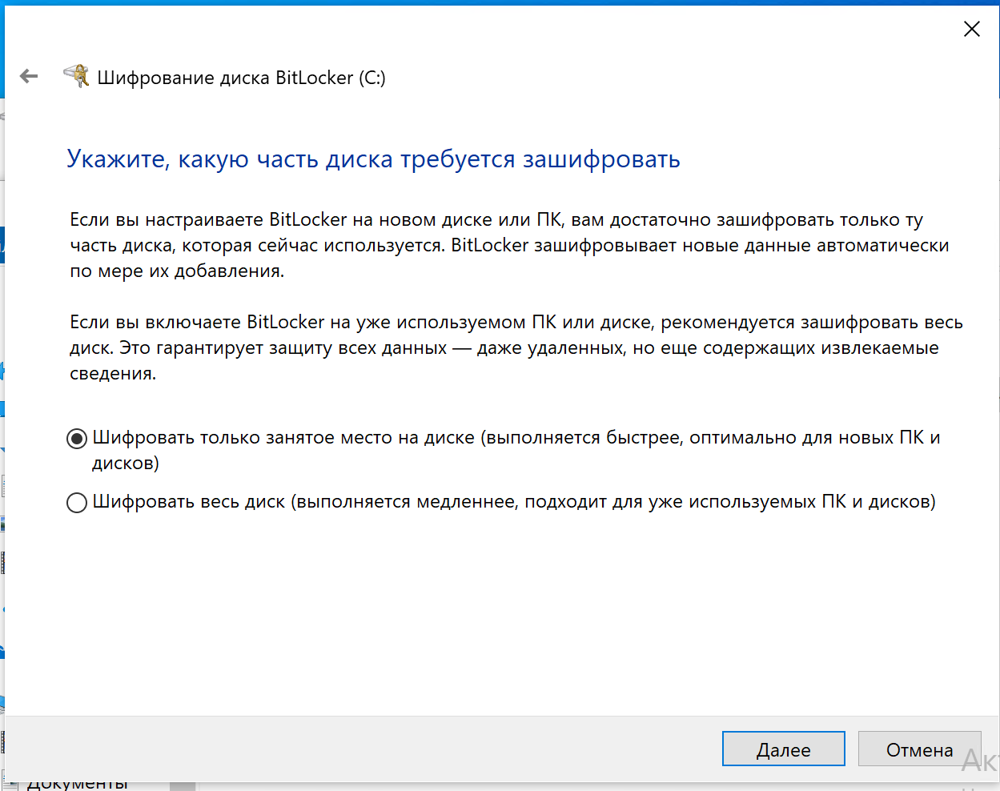 Шифрование диска BitLocker (C:)
Укажите, какую часть диска требуется зашифровать
Если вы настраиваете BitLocker на новом диске или ПК, вам достаточно зашифровать только ту
часть диска, которая сейчас используется. BitLocker зашифровывает новые данные автоматически
по мере их добавления.
Если вы включаете BitLocker на уже используемом ПК или диске, рекомендуется зашифровать весь
диск. Это гарантирует защиту всех данных — даже удаленных, но еще содержащих извлекаемые
сведения.
Шифровать только занятое место на диске (выполняется быстрее, оптимально для новых ПК и
дисков)
Шифровать весь диск (выполняется медленнее, подходит для уже используемых ПК и дисков)
Далее
Отмена
Документы